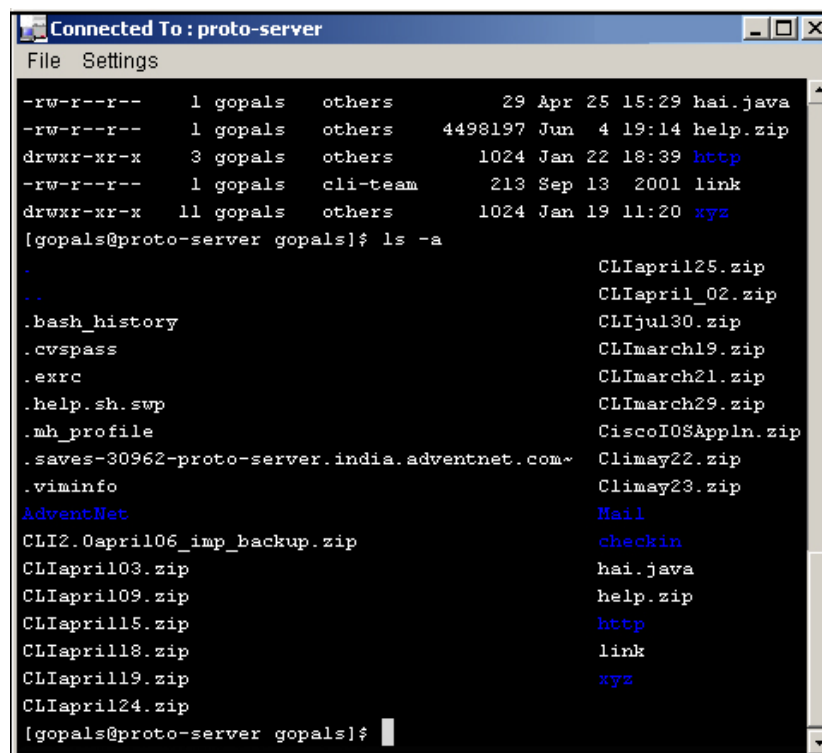 Connected To : proto-server
File Settings
-rw-r--r-- 1 gopals others 29 Apr 25 15:29 hai.java
-rw-r--r-- 1 gopals others 4498197 Jun 4 19:14 help.zip
drwxr-xr-x 3 gopals others 1024 Jan 22 18:39 http
-rw-r--r-- 1 gopals cli-team 213 Sep 13 2001 link
drwxr-xr-x 11 gopals others 1024 Jan 19 11:20 xyz
[gopals@proto-server gopals]$ ls -a
. CLIapril25.zip
.. CLIapril_02.zip
.bash_history CLIjul30.zip
.cvspass CLImarch19.zip
.exrc CLImarch21.zip
.help.sh.swp CLImarch29.zip
.mh_profile CiscoIOSAppln.zip
.saves-30962-proto-server.india.adventnet.com~ Climay22.zip
.viminfo Climay23.zip
AdventNet Mail
CLI2.0april06_imp_backup.zip checkin
CLIapril03.zip hai.java
CLIapril09.zip help.zip
CLIapril15.zip http
CLIapril18.zip link
CLIapril19.zip xyz
CLIapril24.zip
[gopals@proto-server gopals]$